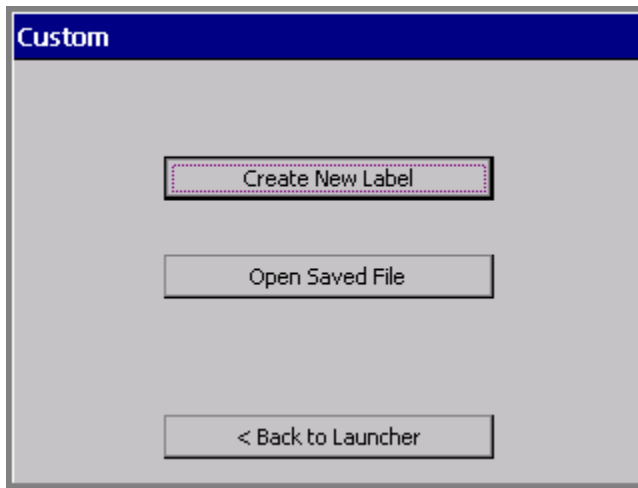 Custom
Create New Label
Open Saved File
< Back to Launcher